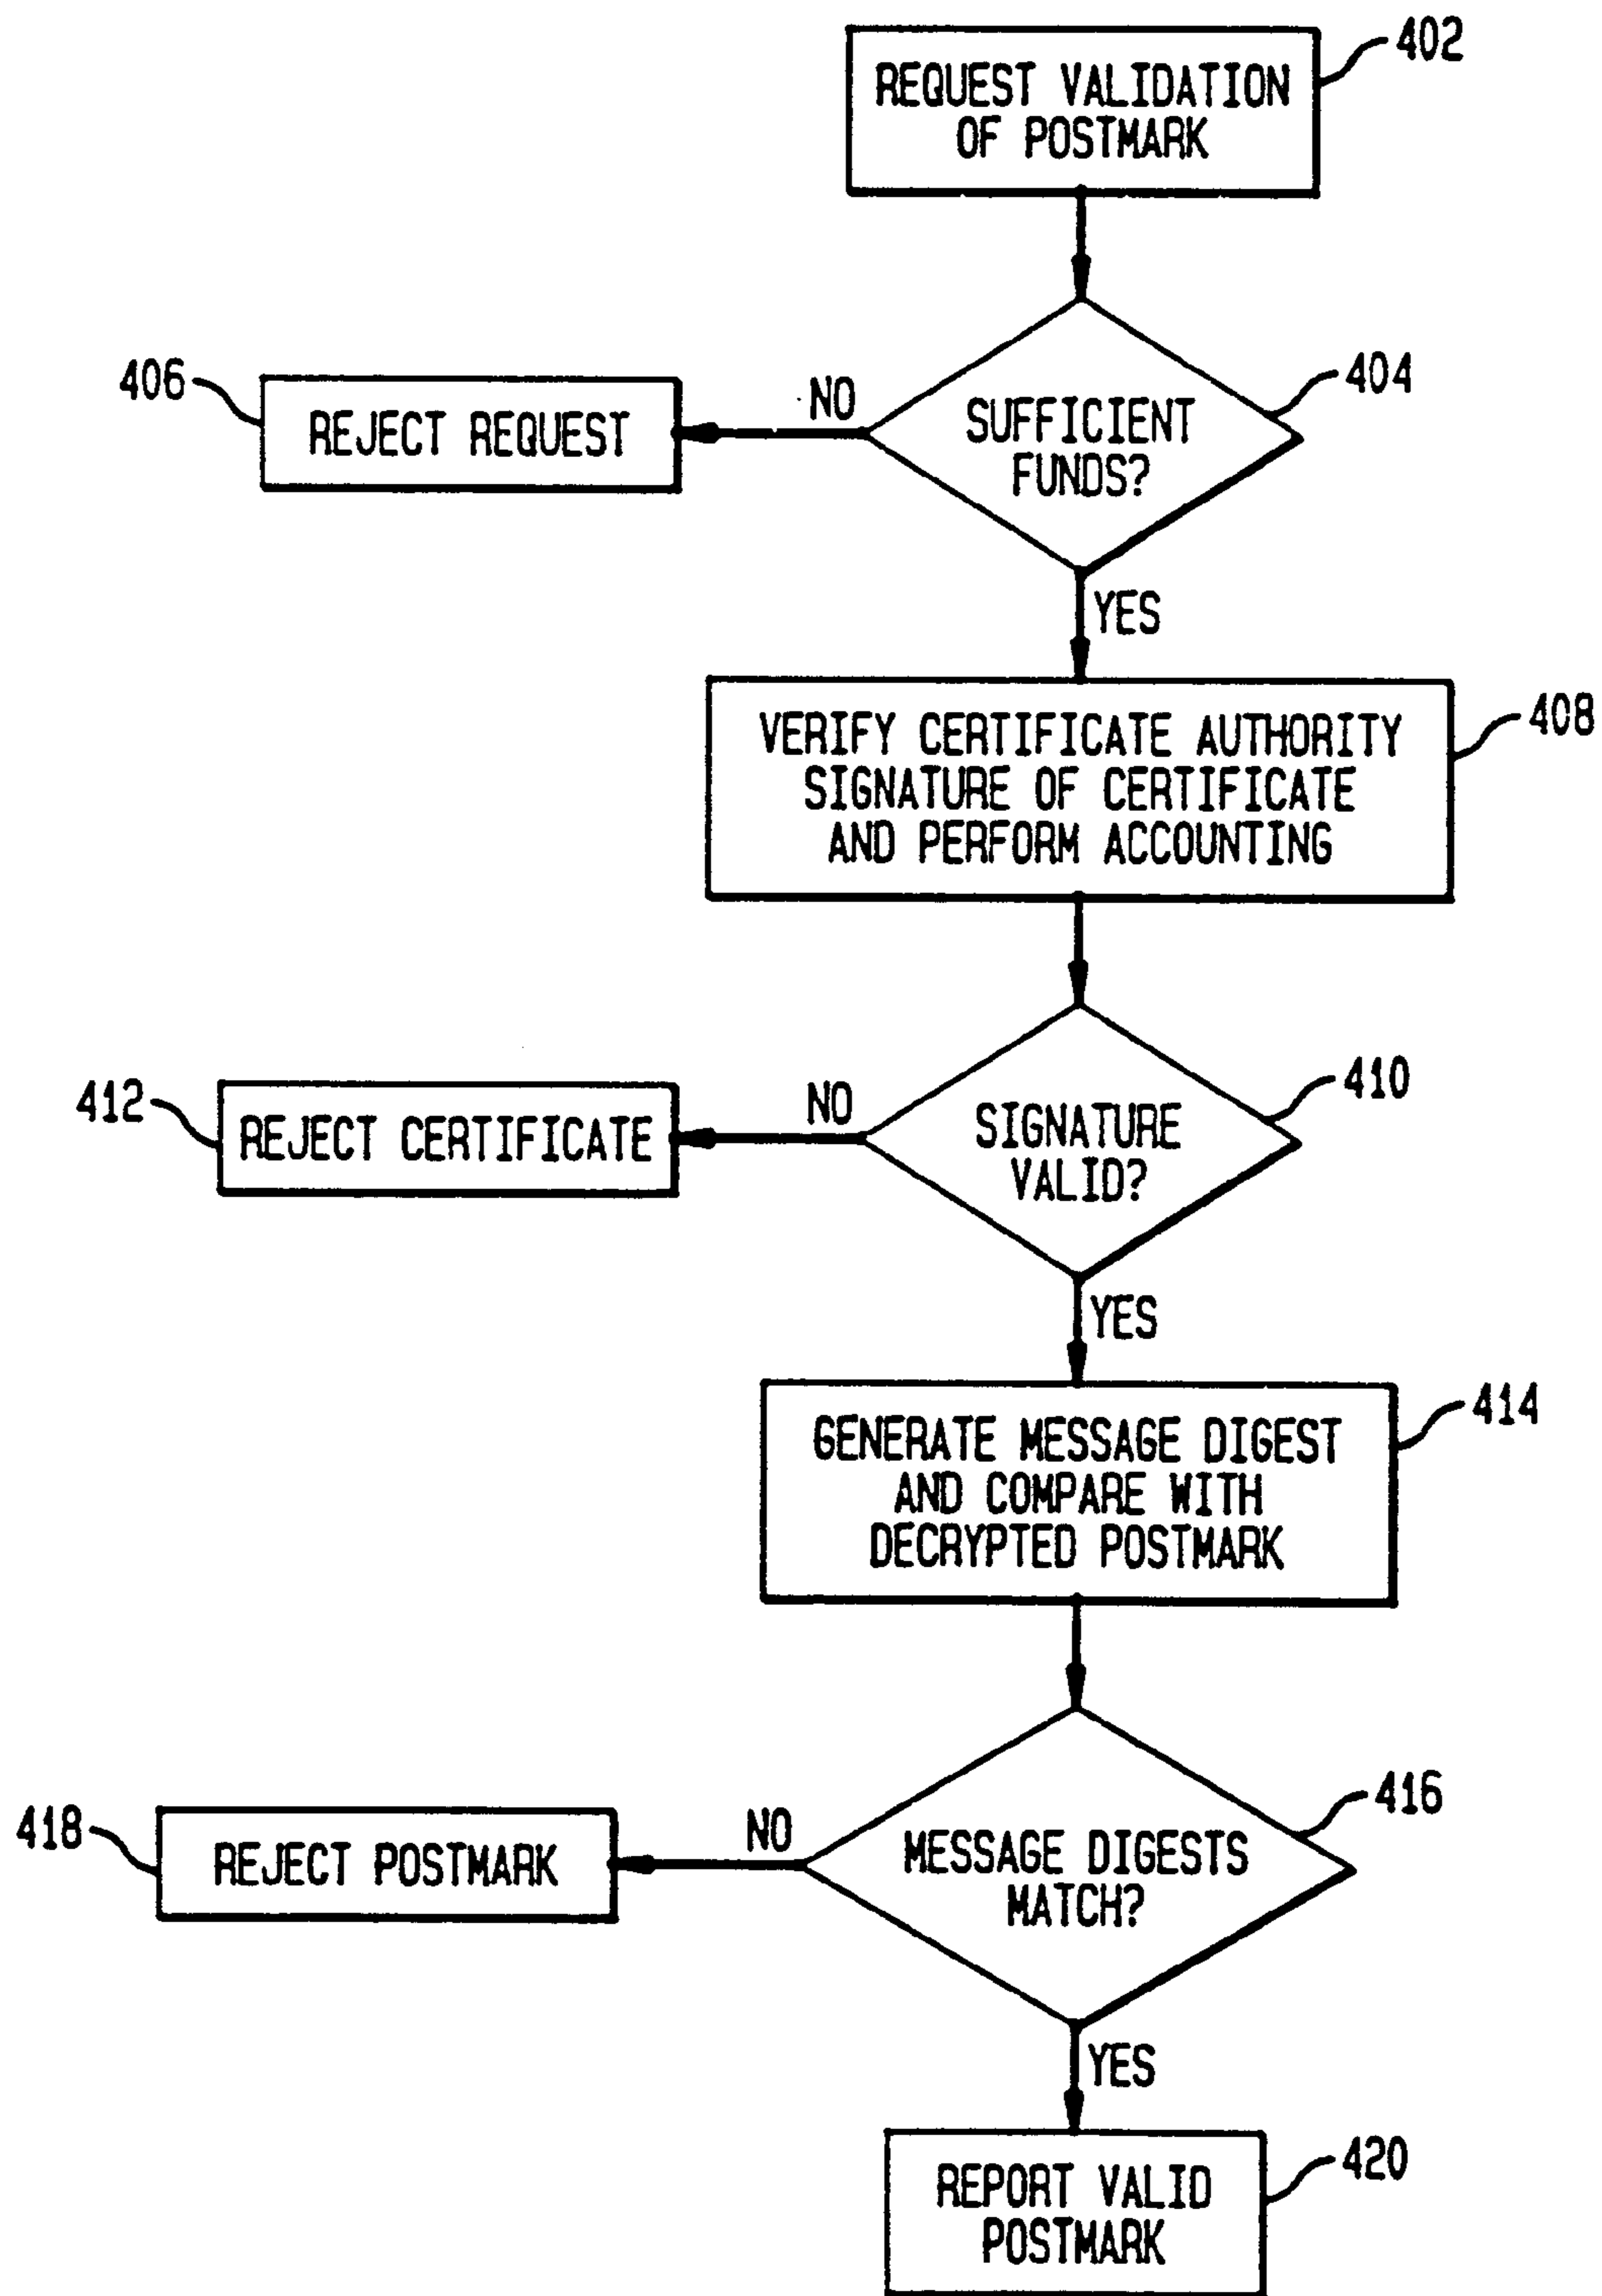 402
REQUEST VALIDATION
OF POSTMARK
404
SUFFICIENT
FUNDS?
NO
406
REJECT REQUEST
YES
408
VERIFY CERTIFICATE AUTHORITY
SIGNATURE OF CERTIFICATE
AND PERFORM ACCOUNTING
410
SIGNATURE
VALID?
NO
412
REJECT CERTIFICATE
YES
414
GENERATE MESSAGE DIGEST
AND COMPARE WITH
DECRYPTED POSTMARK
416
MESSAGE DIGESTS
MATCH?
NO
418
REJECT POSTMARK
YES
420
REPORT VALID
POSTMARK